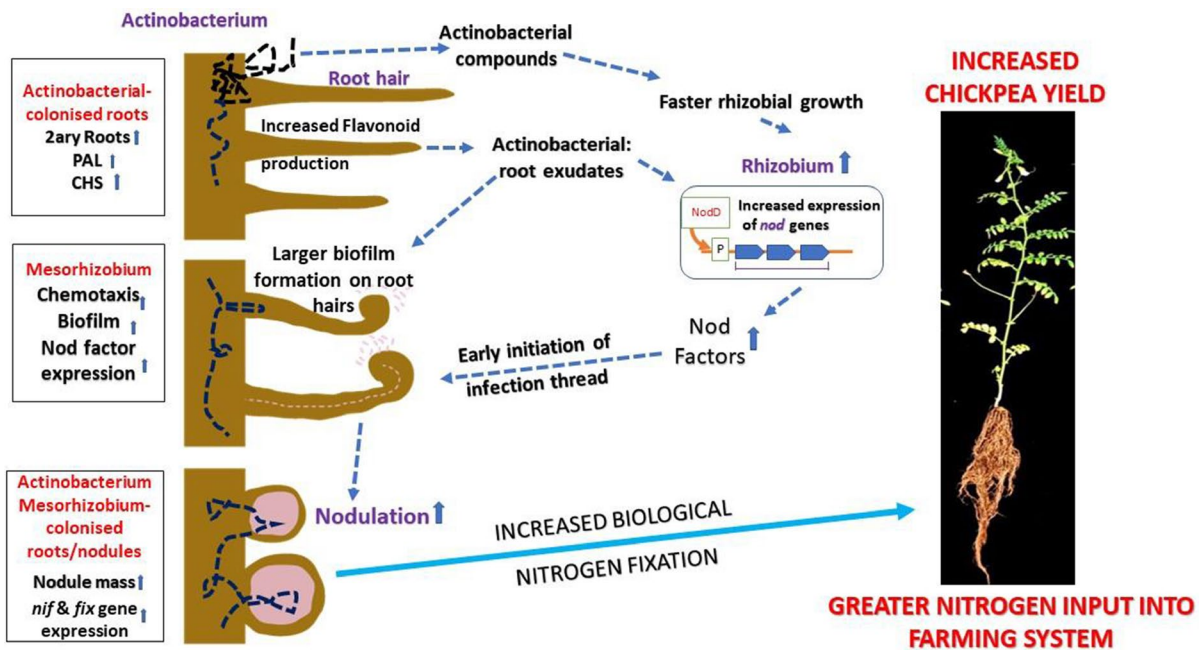 Actinobacterium
Actinobacterial-
colonised roots
2ary Roots
PAL
CHS
Root hair
Increased Flavonoid
production
Actinobacterial
compounds
Faster rhizobial growth
Actinobacterial:
root exudates
Rhizobium
NodD
P
Increased expression
of nod genes
Mesorhizobium
Chemotaxis
Biofilm
Nod factor
expression
Larger biofilm
formation on root
hairs
Nod
Factors
Early initiation of
infection thread
Actinobacterium
Mesorhizobium-
colonised
roots/nodules
Nodule mass
nif & fix gene
expression
Nodulation
INCREASED BIOLOGICAL
NITROGEN FIXATION
INCREASED
CHICKPEA YIELD
GREATER NITROGEN INPUT INTO
FARMING SYSTEM